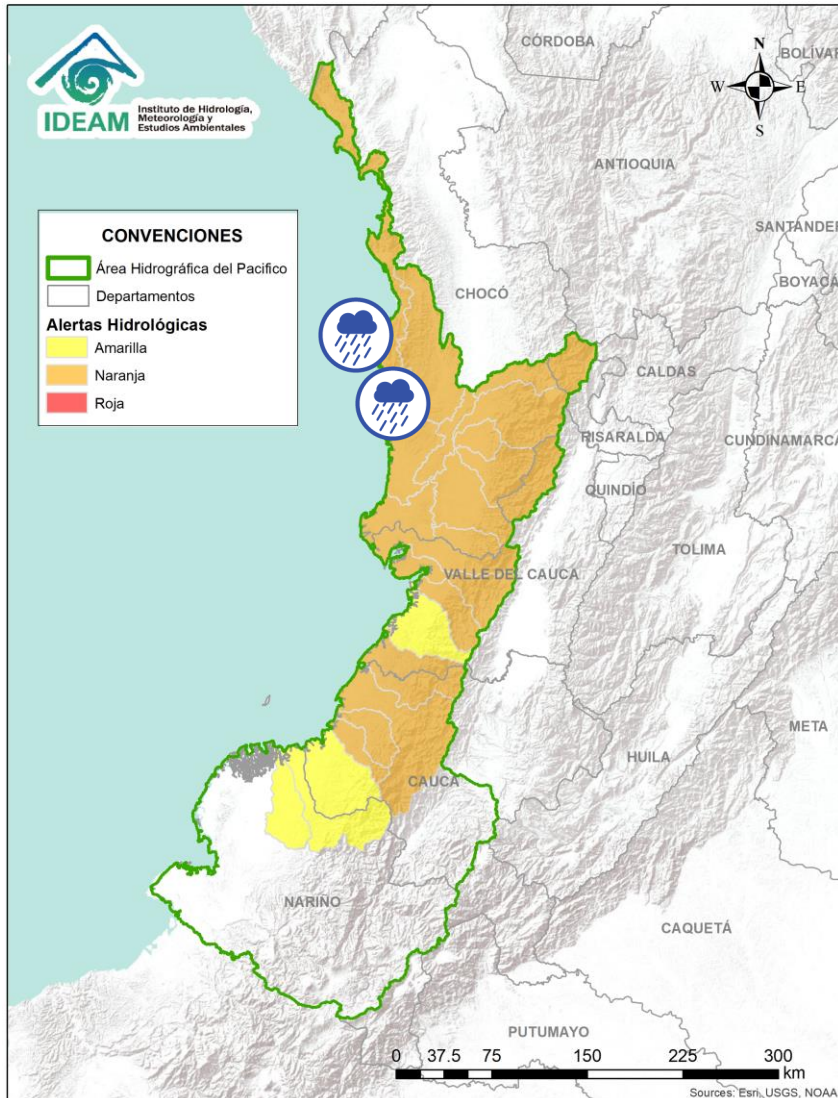 IDEAM
Instituto de Hidrología,
Meteorología y
Estudios Ambientales
CONVENCIONES
Área Hidrográfica del Pacifico
Departamentos
Alertas Hidrológicas
Amarilla
Naranja
Roja
N
W
E
S
CÓRDOBA
BOLÍVAR
ANTIOQUIA
SANTANDER
BOYACÁ
CHOCÓ
CALDAS
RISARALDA
CUNDINAMARCA
QUINDÍO
TOLIMA
VALLE DEL CAUCA
META
HUILA
CAUCA
NARIÑO
CAQUETÁ
PUTUMAYO
0 37.5 75 150 225 300
km
Sources: Esri, USGS, NOAA